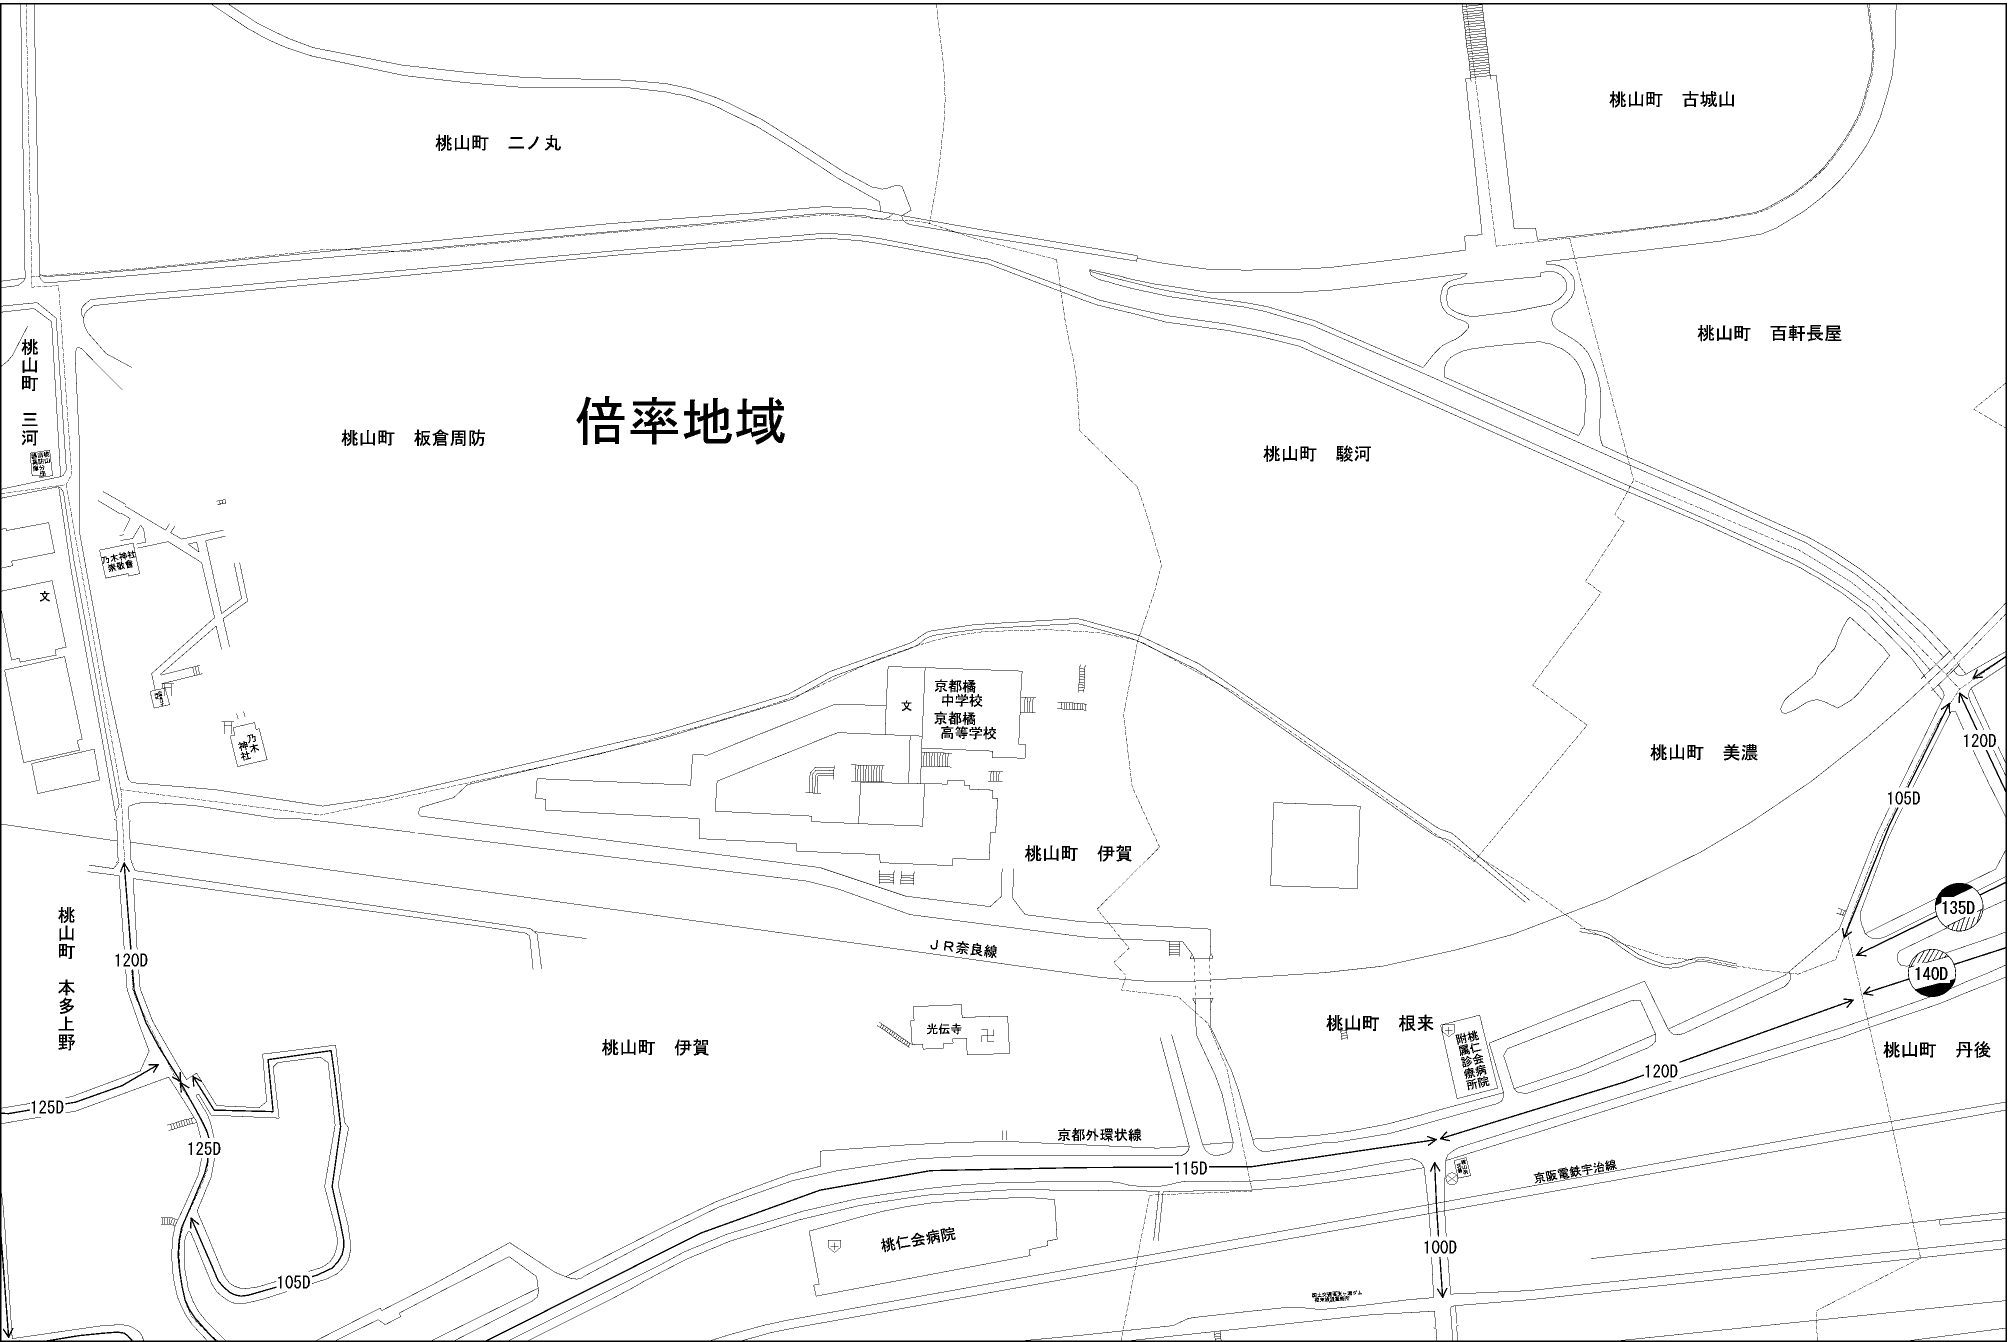 桃山町 古城山
桃山町 二ノ丸
桃山町 百軒長屋
桃山町 三河
倍率地域
桃山町 板倉周防
桃山町 駿河
乃木神社
崇敬會
文
京都橘
中学校
京都橘
高等学校
文
乃木
神社
桃山町 美濃
120D
105D
桃山町 伊賀
135D
桃山町 本多上野
120D
JR奈良線
140D
光伝寺
桃山町 根来
桃山町 伊賀
桃仁会病院
附属診療所
桃山町 丹後
120D
125D
125D
京都外環状線
115D
京阪電鉄宇治線
桃仁会病院
100D
105D